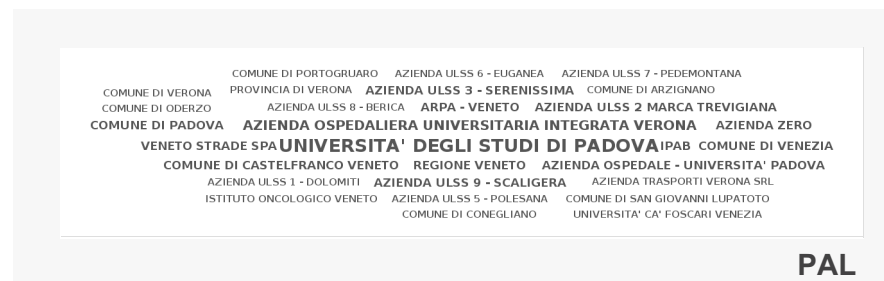 COMUNE DI PORTOGRUARO AZIENDA ULSS 6 - EUGANEA AZIENDA ULSS 7 - PEDEMONTANA
COMUNE DI VERONA PROVINCIA DI VERONA AZIENDA ULSS 3 - SERENISSIMA COMUNE DI ARZIGNANO
COMUNE DI ODERZO AZIENDA ULSS 8 - BERICA ARPA - VENETO AZIENDA ULSS 2 MARCA TREVIGIANA
COMUNE DI PADOVA AZIENDA OSPEDALIERA UNIVERSITARIA INTEGRATA VERONA AZIENDA ZERO
VENETO STRADE SPA UNIVERSITA' DEGLI STUDI DI PADOVA IPAB COMUNE DI VENEZIA
COMUNE DI CASTELFRANCO VENETO REGIONE VENETO AZIENDA OSPEDALE - UNIVERSITA' PADOVA
AZIENDA ULSS 1 - DOLOMITI AZIENDA ULSS 9 - SCALIGERA AZIENDA TRASPORTI VERONA SRL
ISTITUTO ONCOLOGICO VENETO AZIENDA ULSS 5 - POLESANA COMUNE DI SAN GIOVANNI LUPATOTO
COMUNE DI CONEGLIANO UNIVERSITA' CA' FOSCARI VENEZIA
PAL